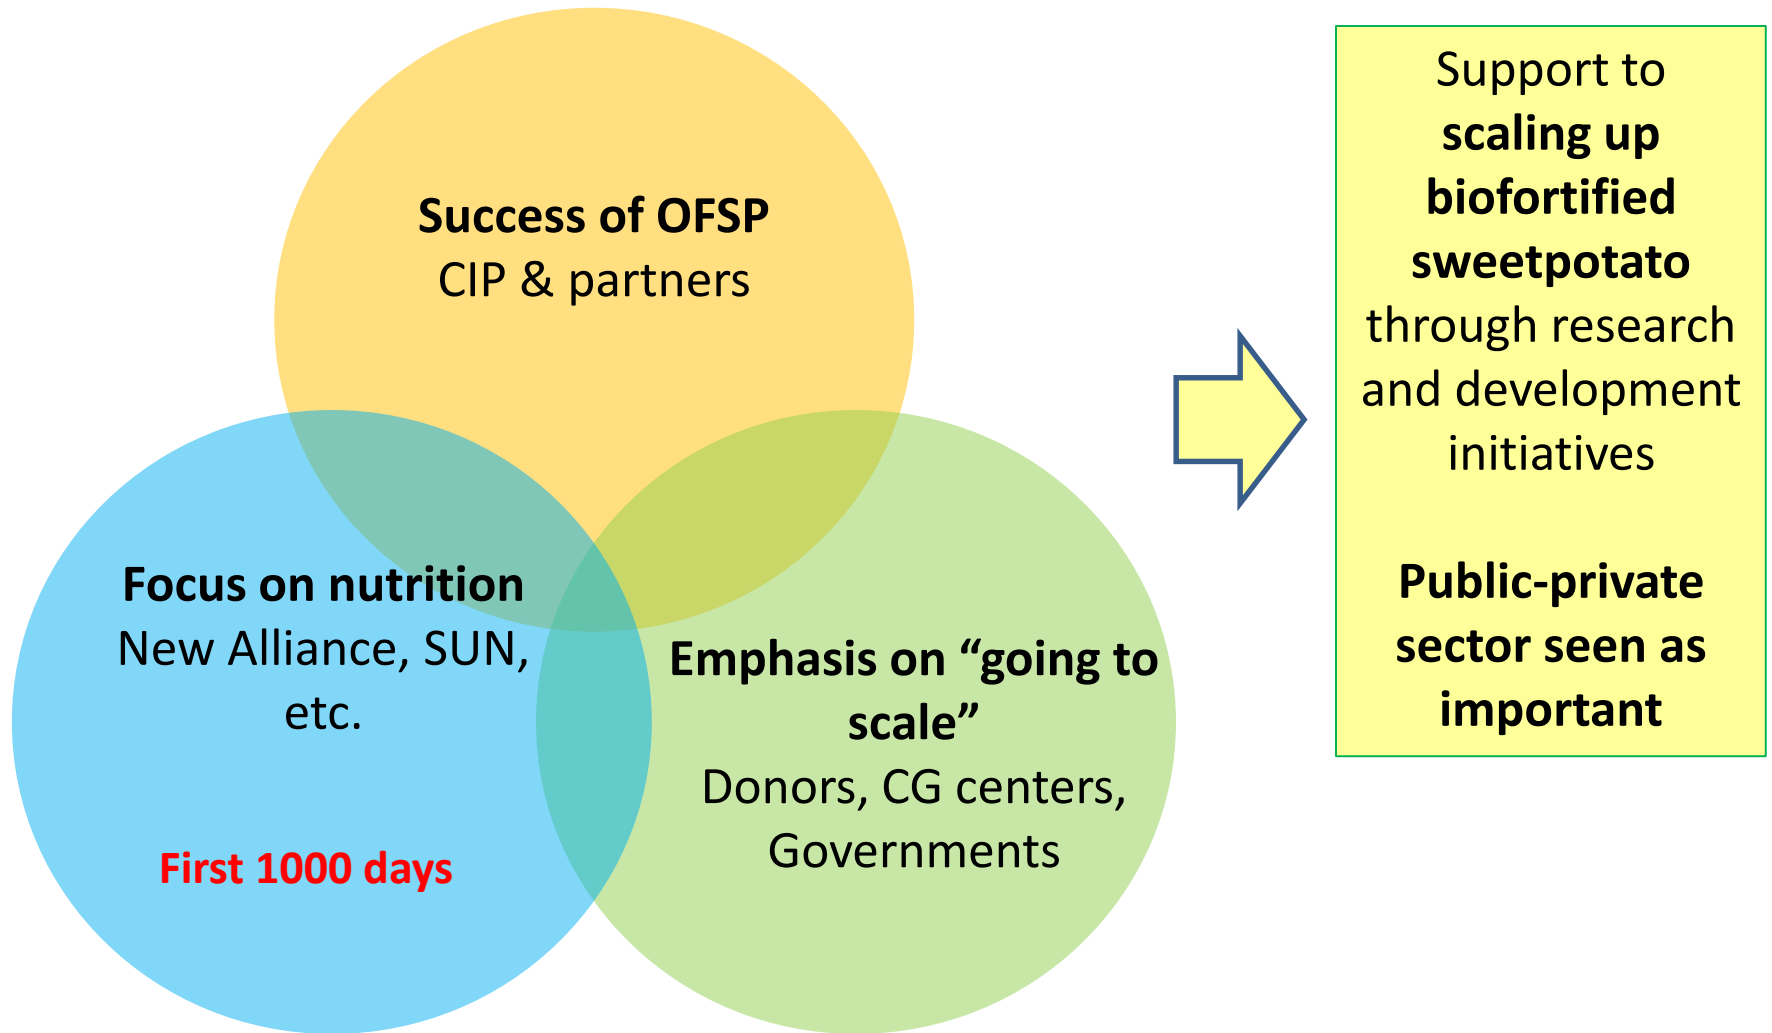 Success of OFSP
CIP & partners
Focus on nutrition
New Alliance, SUN,
etc.
First 1000 days
Emphasis on “going to
scale”
Donors, CG centers,
Governments
Support to
scaling up
biofortified
sweetpotato
through research
and development
initiatives
Public-private
sector seen as
important